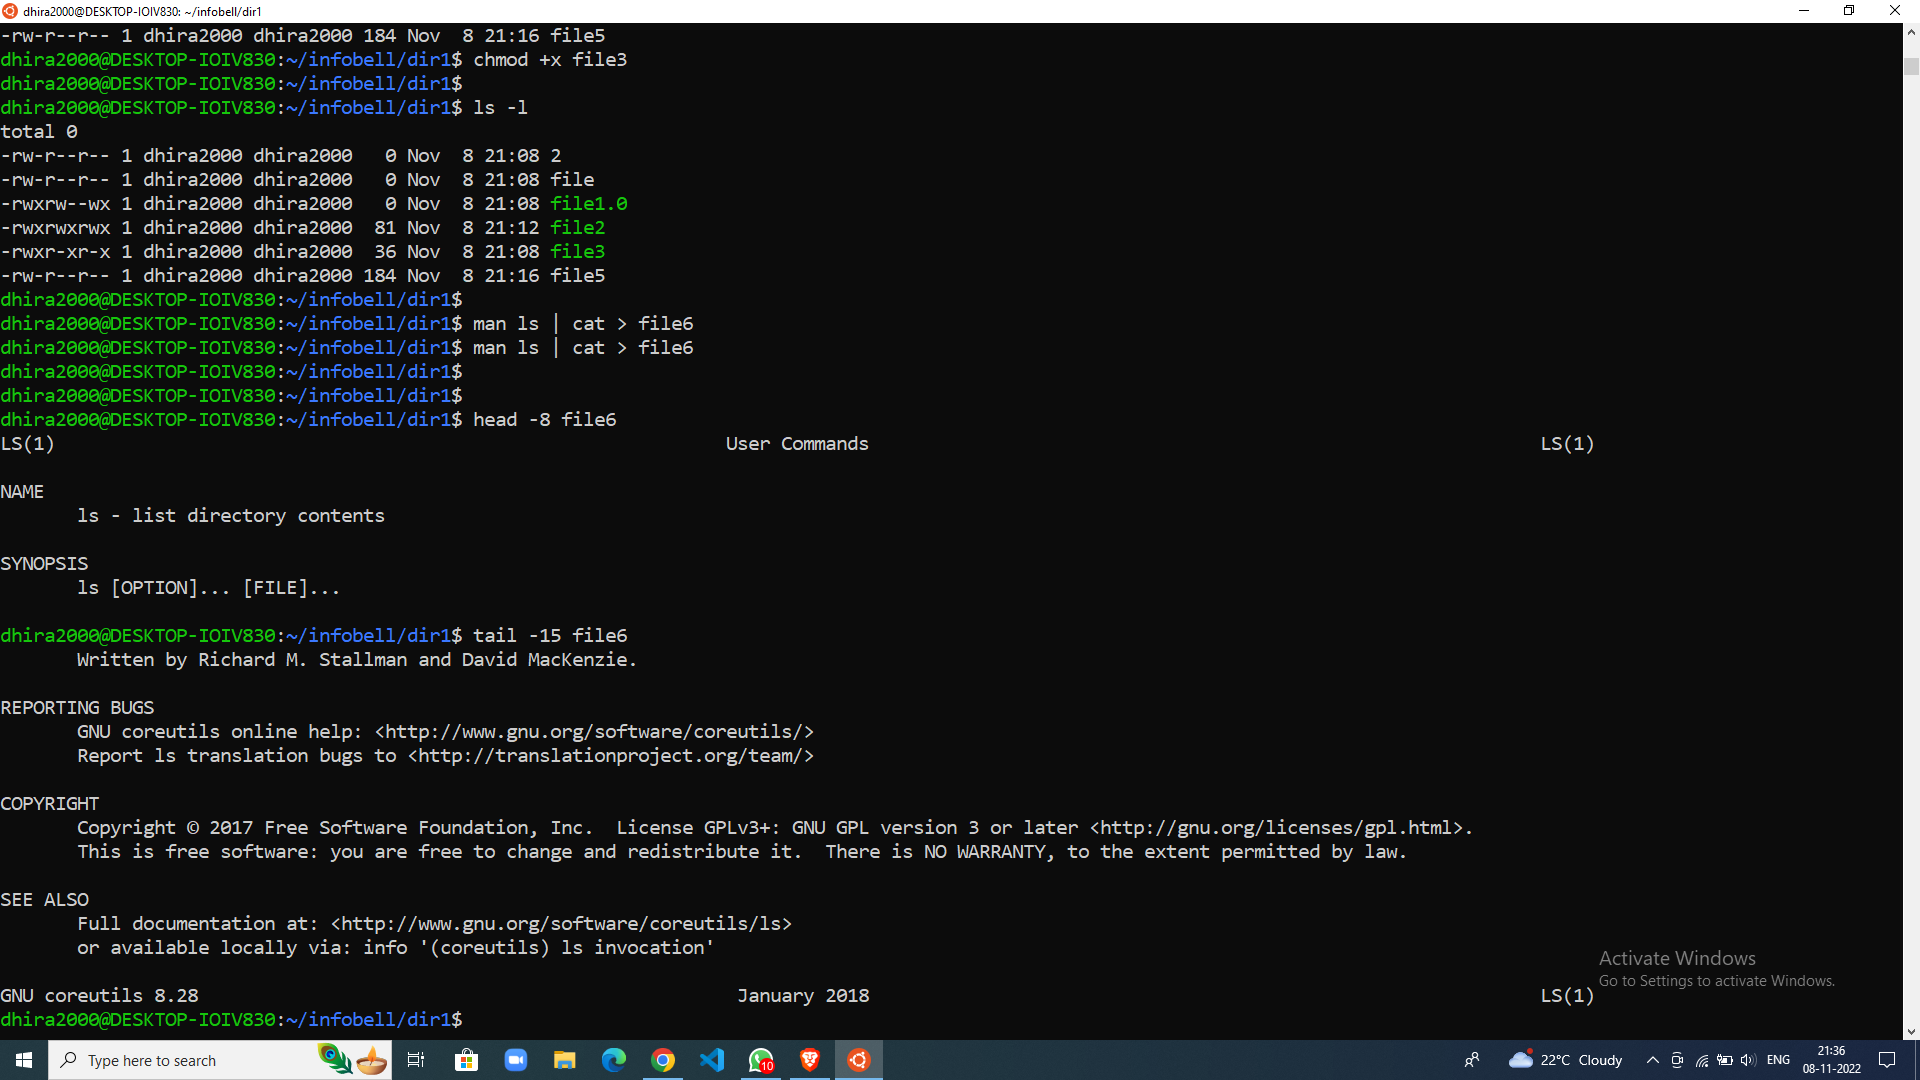 dhira2000@DESKTOP-IOIV830: ~/infobell/dir1
-rw-r--r-- 1 dhira2000 dhira2000 184 Nov  8 21:16 file5
dhira2000@DESKTOP-IOIV830:~/infobell/dir1$ chmod +x file3
dhira2000@DESKTOP-IOIV830:~/infobell/dir1$
dhira2000@DESKTOP-IOIV830:~/infobell/dir1$ ls -l
total 0
-rw-r--r-- 1 dhira2000 dhira2000   0 Nov  8 21:08 2
-rw-r--r-- 1 dhira2000 dhira2000   0 Nov  8 21:08 file
-rwxrw--wx 1 dhira2000 dhira2000   0 Nov  8 21:08 file1.0
-rwxrwxrwx 1 dhira2000 dhira2000  81 Nov  8 21:12 file2
-rwxr-xr-x 1 dhira2000 dhira2000  36 Nov  8 21:08 file3
-rw-r--r-- 1 dhira2000 dhira2000 184 Nov  8 21:16 file5
dhira2000@DESKTOP-IOIV830:~/infobell/dir1$
dhira2000@DESKTOP-IOIV830:~/infobell/dir1$ man ls | cat > file6
dhira2000@DESKTOP-IOIV830:~/infobell/dir1$ man ls | cat > file6
dhira2000@DESKTOP-IOIV830:~/infobell/dir1$
dhira2000@DESKTOP-IOIV830:~/infobell/dir1$
dhira2000@DESKTOP-IOIV830:~/infobell/dir1$ head -8 file6
LS(1) User Commands LS(1)
NAME
ls - list directory contents
SYNOPSIS
ls [OPTION]... [FILE]...
dhira2000@DESKTOP-IOIV830:~/infobell/dir1$ tail -15 file6
Written by Richard M. Stallman and David MacKenzie.
REPORTING BUGS
GNU coreutils online help: <http://www.gnu.org/software/coreutils/>
Report ls translation bugs to <http://translationproject.org/team/>
COPYRIGHT
Copyright © 2017 Free Software Foundation, Inc.  License GPLv3+: GNU GPL version 3 or later <http://gnu.org/licenses/gpl.html>.
This is free software: you are free to change and redistribute it.  There is NO WARRANTY, to the extent permitted by law.
SEE ALSO
Full documentation at: <http://www.gnu.org/software/coreutils/ls>
or available locally via: info '(coreutils) ls invocation'
Activate Windows
Go to Settings to activate Windows.
GNU coreutils 8.28 January 2018 LS(1)
dhira2000@DESKTOP-IOIV830:~/infobell/dir1$
Type here to search
10
22°C Cloudy
ENG
21:36
08-11-2022